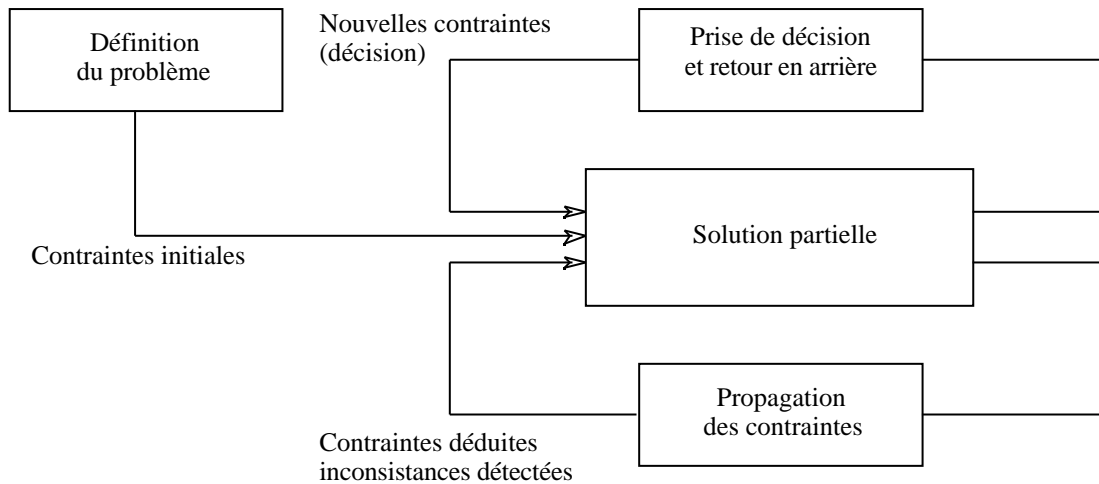 Définition
du problème
Nouvelles contraintes
(décision)
Prise de décision
et retour en arrière
Solution partielle
Contraintes initiales
Propagation
des contraintes
Contraintes déduites
inconsistances détectées